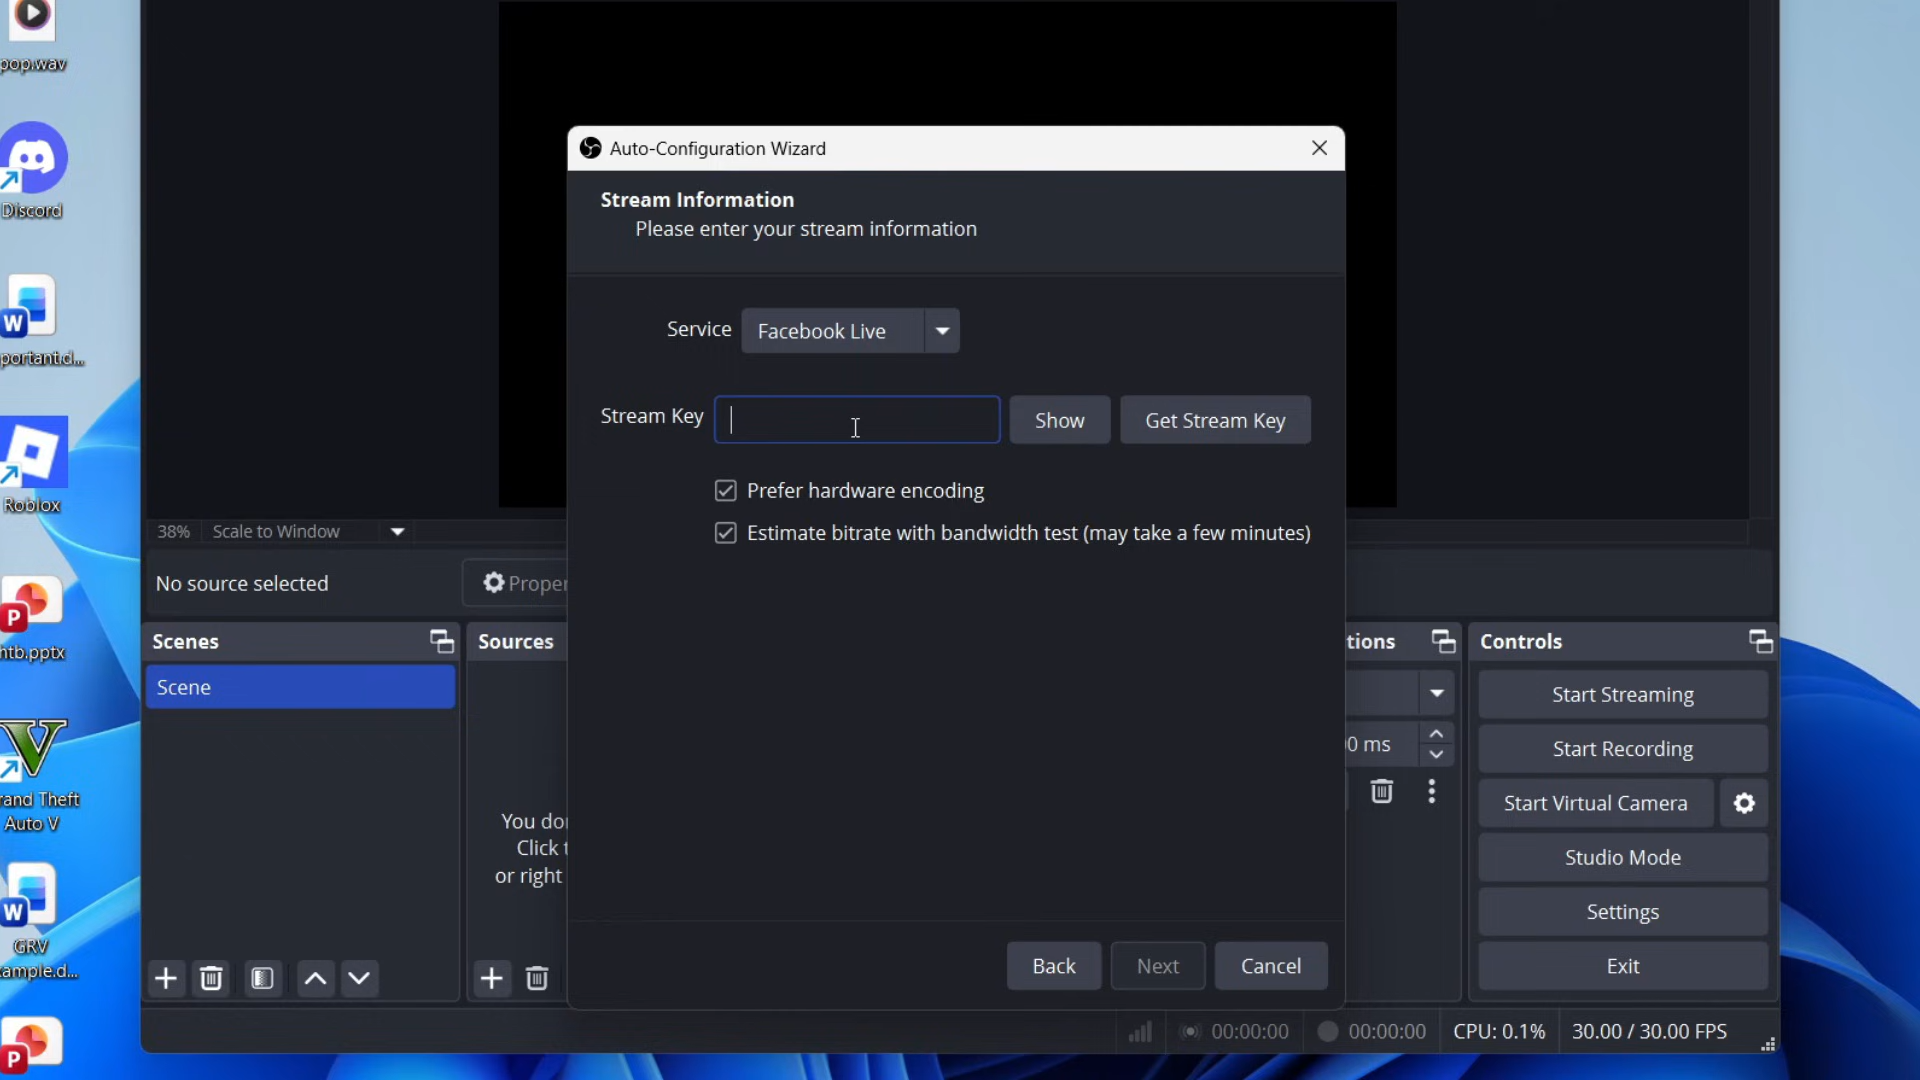 pop.wav
Discord
portant.d...
Roblox
htb.pptx
rand Theft
Auto V
GRV
ample.d...
Auto-Configuration Wizard
Stream Information
Please enter your stream information
Service
Facebook Live
Stream Key
Show
Get Stream Key
Prefer hardware encoding
Estimate bitrate with bandwidth test (may take a few minutes)
Back
Next
Cancel
38%
Scale to Window
No source selected
Proper
Scenes
Scene
Sources
You don
Click t
or right
tions
0 ms
Controls
Start Streaming
Start Recording
Start Virtual Camera
Studio Mode
Settings
Exit
00:00:00
00:00:00
CPU: 0.1%
30.00 / 30.00 FPS